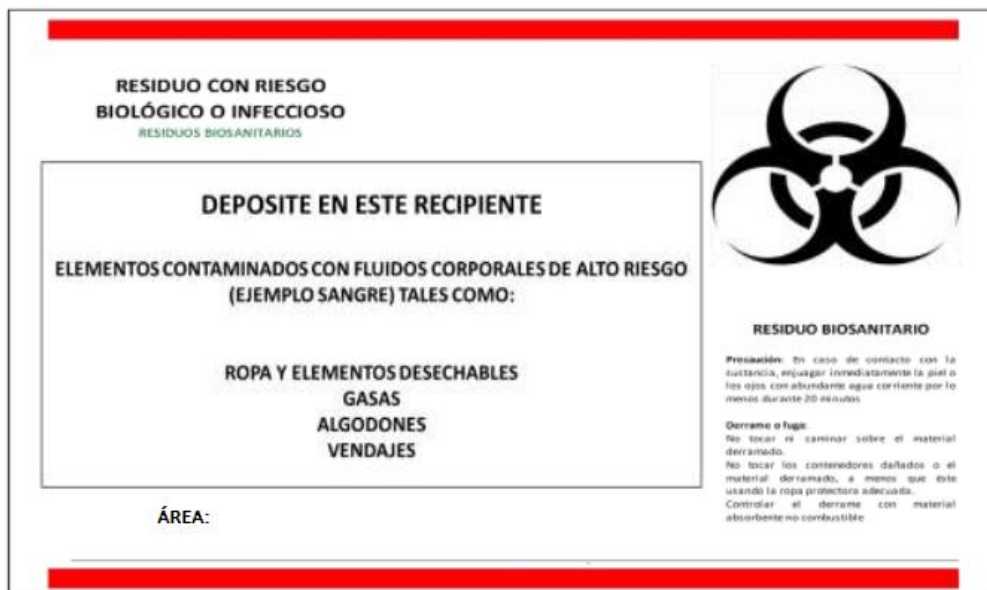 RESIDUO CON RIESGO
BIOLÓGICO O INFECCIOSO
RESIDUOS BIOSANITARIOS
DEPOSITE EN ESTE RECIPIENTE
ELEMENTOS CONTAMINADOS CON FLUIDOS CORPORALES DE ALTO RIESGO
(EJEMPLO SANGRE) TALES COMO:
ROPA Y ELEMENTOS DESECHABLES
GASAS
ALGODONES
VENDAJES
ÁREA:
RESIDUO BIOSANITARIO
Precaución: En caso de contacto con la
sustancia, enjuagar inmediatamente la piel o
los ojos con abundante agua corriente por lo
menos durante 20 minutos
Derrame o fuga:
No tocar ni caminar sobre el material
derramado.
No tocar los contenedores dañados o el
material derramado, a menos que éste
usando la ropa protectora adecuada.
Controlar el derrame con material
absorbente no combustible